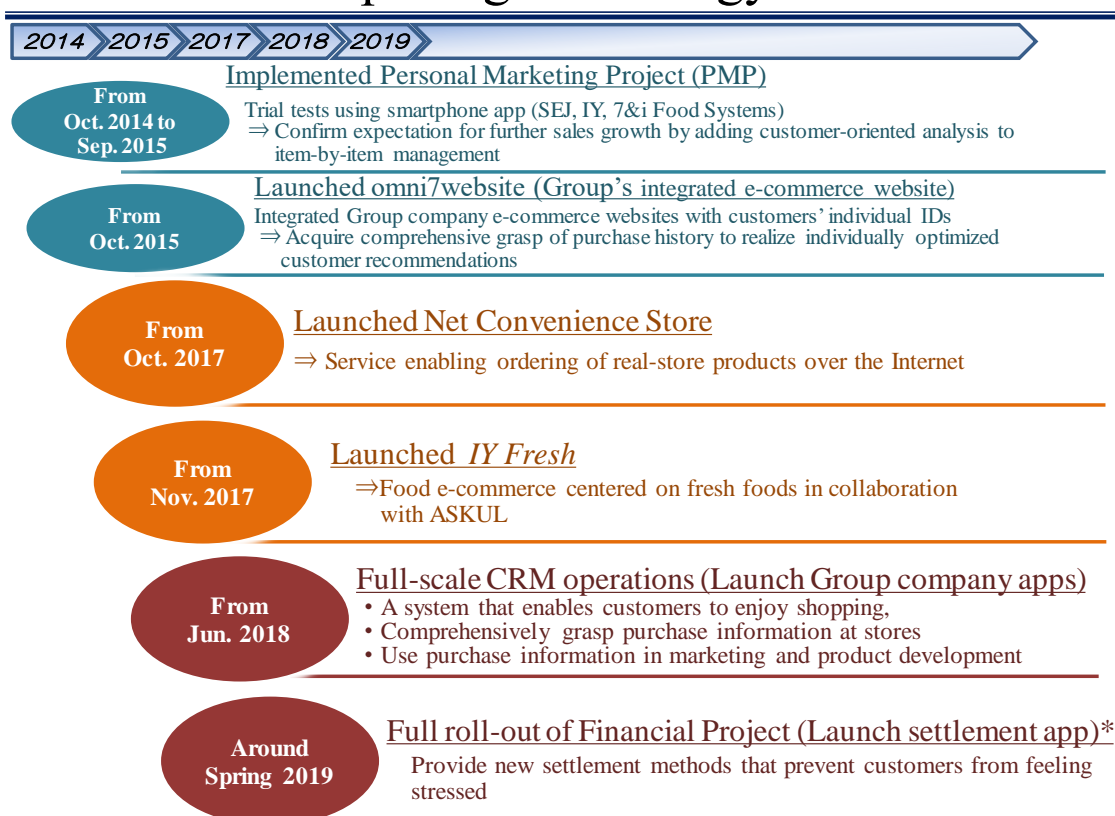 2014 2015 2017 2018 2019
Implemented Personal Marketing Project (PMP)
From
Oct. 2014 to
Sep. 2015
Trial tests using smartphone app (SEJ, IY, 7&i Food Systems)
⇒ Confirm expectation for further sales growth by adding customer-oriented analysis to
item-by-item management
Launched omni7website (Group's integrated e-commerce website)
From
Oct. 2015
Integrated Group company e-commerce websites with customers' individual IDs
⇒ Acquire comprehensive grasp of purchase history to realize individually optimized
customer recommendations
From
Oct. 2017
Launched Net Convenience Store
⇒ Service enabling ordering of real-store products over the Internet
From
Nov. 2017
Launched IY Fresh
⇒Food e-commerce centered on fresh foods in collaboration
with ASKUL
From
Jun. 2018
Full-scale CRM operations (Launch Group company apps)
• A system that enables customers to enjoy shopping,
• Comprehensively grasp purchase information at stores
• Use purchase information in marketing and product development
Around
Spring 2019
Full roll-out of Financial Project (Launch settlement app)*
Provide new settlement methods that prevent customers from feeling
stressed